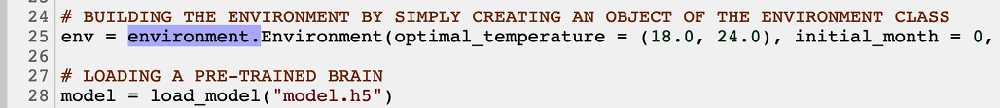 24 # BUILDING THE ENVIRONMENT BY SIMPLY CREATING AN OBJECT OF THE ENVIRONMENT CLASS
25 env = environment.Environment(optimal_temperature = (18.0, 24.0), initial_month = 0,
26
27 # LOADING A PRE-TRAINED BRAIN
28 model = load_model("model.h5")